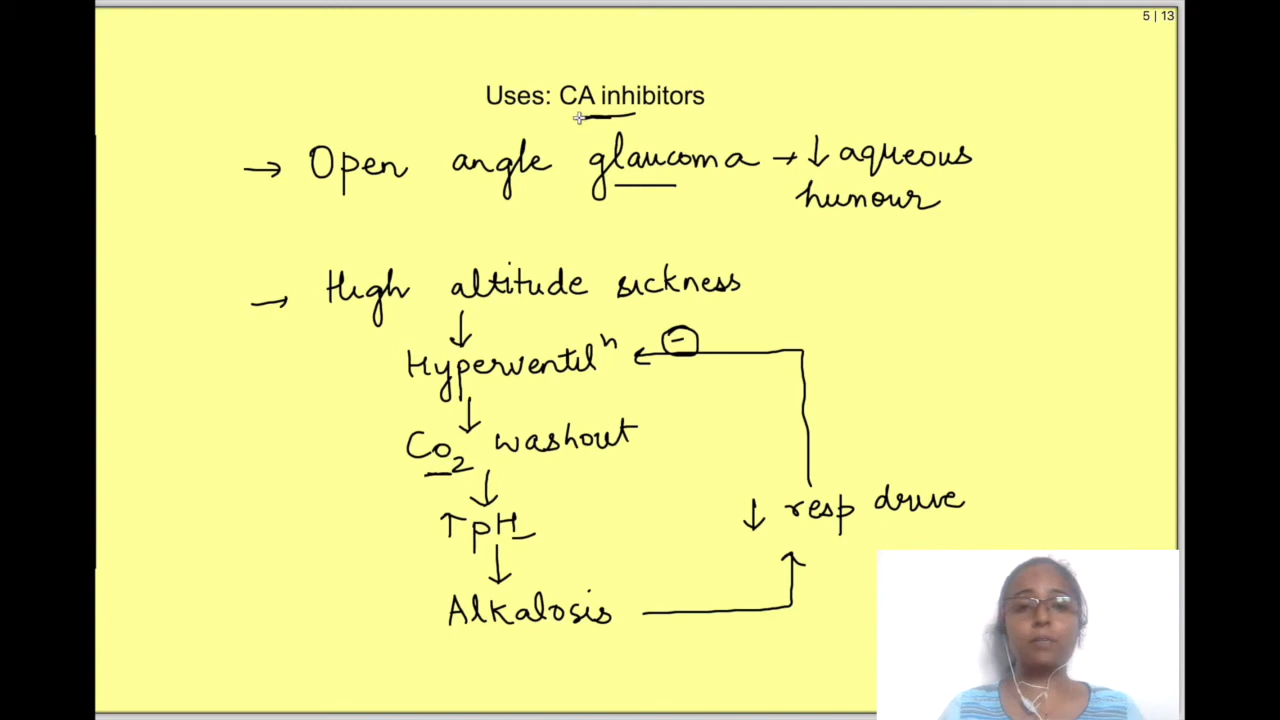 5 | 13
Uses: CA inhibitors
→ Open angle glaucoma → ↓ aqueous
humour
→ High altitude sickness
↓
Hyperventilⁿ ←
-
↓
CO₂ washout
↓
↑ pH
↓ resp drive
↓
Alkalosis